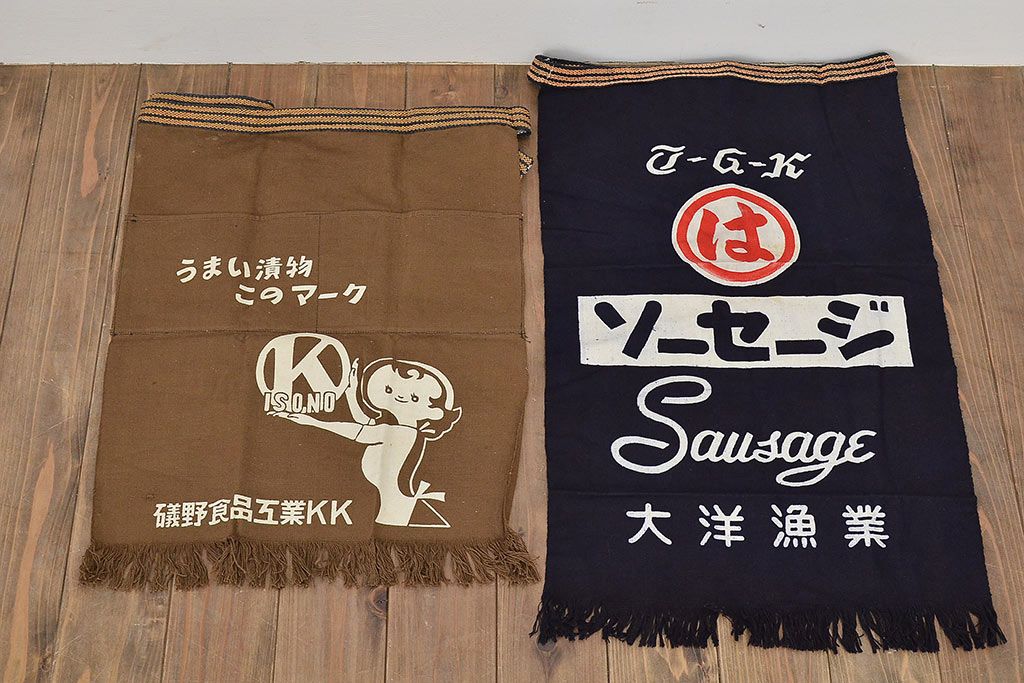 うまい漬物
このマーク
K
ISONO
礒野食品工業KK
T-G-K
は
ソーセージ
Sausage
大洋漁業